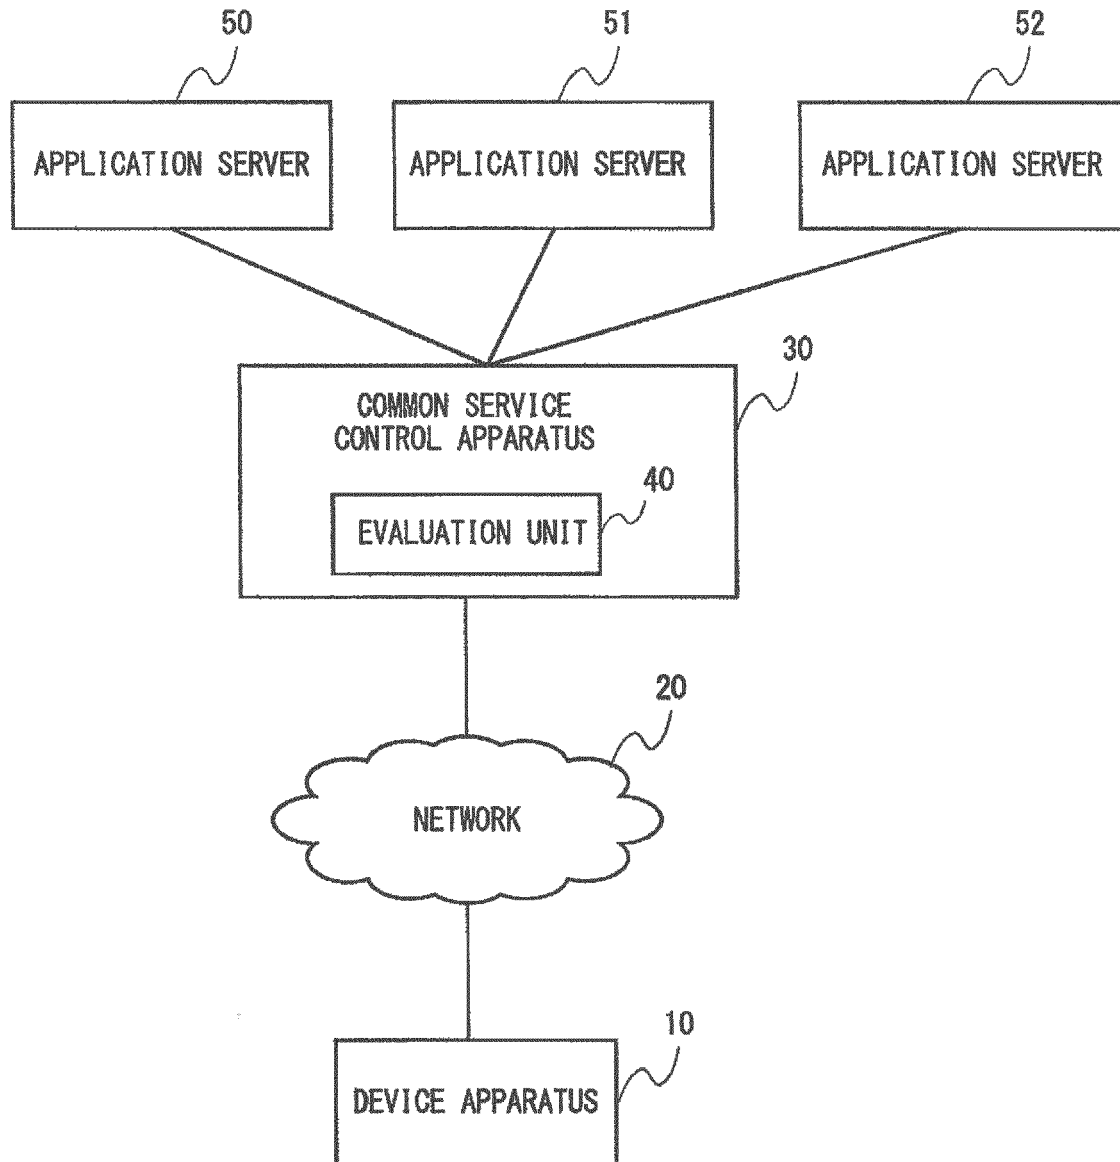 50
51
52
APPLICATION SERVER
APPLICATION SERVER
APPLICATION SERVER
30
COMMON SERVICE
CONTROL APPARATUS
40
EVALUATION UNIT
20
NETWORK
10
DEVICE APPARATUS